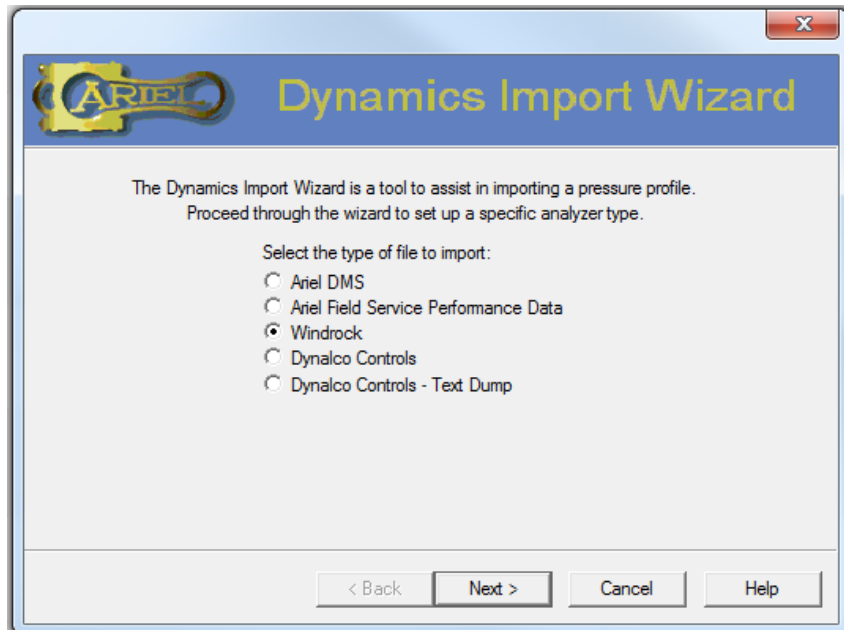 X
ARIEL
Dynamics Import Wizard
The Dynamics Import Wizard is a tool to assist in importing a pressure profile.
Proceed through the wizard to set up a specific analyzer type.
Select the type of file to import:
Ariel DMS
Ariel Field Service Performance Data
Windrock
Dynalco Controls
Dynalco Controls - Text Dump
< Back Next > Cancel Help